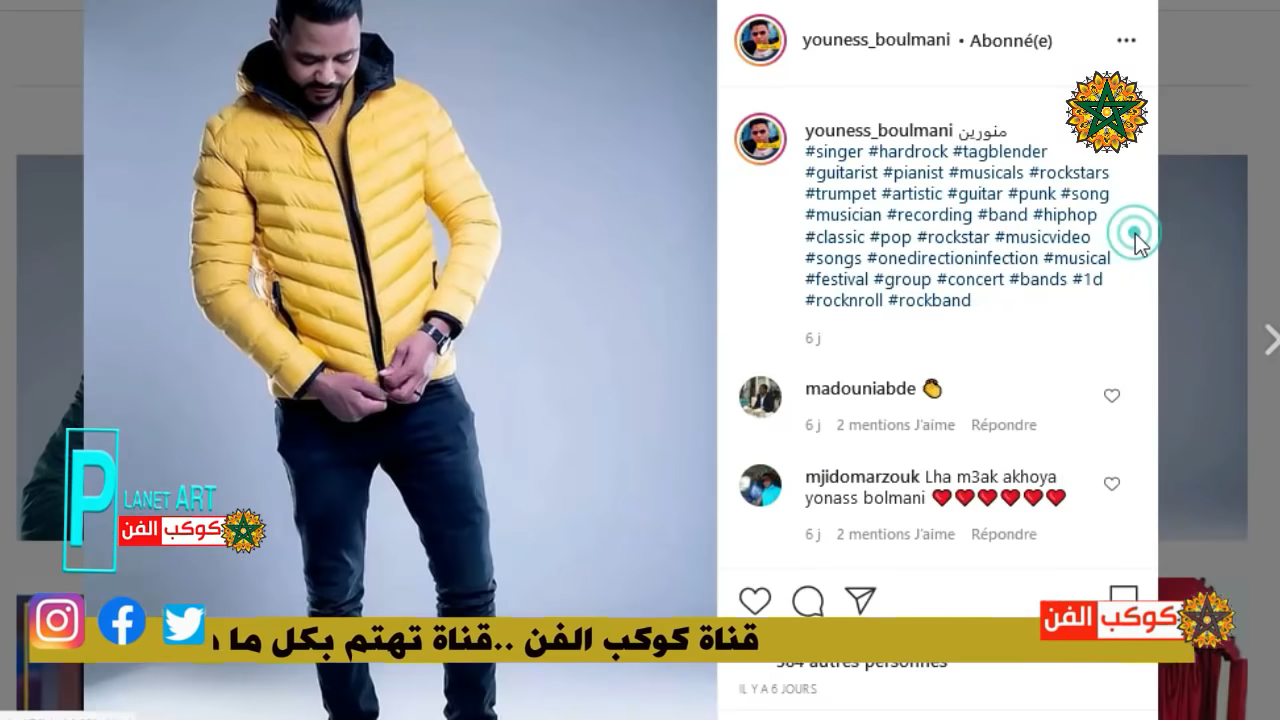 youness_boulmani • Abonné(e)
youness_boulmani منورين
#singer #hardrock #tagblender
#guitarist #pianist #musicals #rockstars
#trumpet #artistic #guitar #punk #song
#musician #recording #band #hiphop
#classic #pop #rockstar #musicvideo
#songs #onedirectioninfection #musical
#festival #group #concert #bands #1d
#rocknroll #rockband
6 j
madouniabde 👏
6 j 2 mentions J'aime Répondre
mjidomarzouk Lha m3ak akhoya
yonass bolmani ❤️❤️❤️❤️❤️❤️
6 j 2 mentions J'aime Répondre
PLANET ART
كوكب الفن
كوكب الفن
قناة كوكب الفن ..قناة تهتم بكل ما
autres personnes
IL Y A 6 JOURS